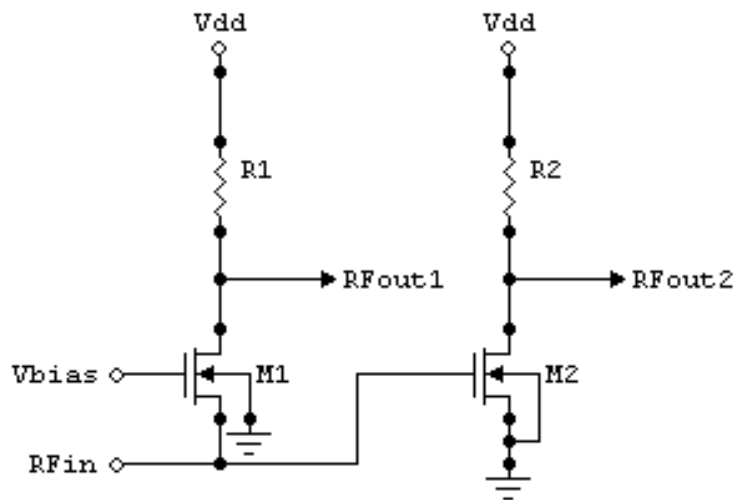 Vdd Vdd
R1 R2
RFout1 RFout2
Vbias M1 M2
RFin